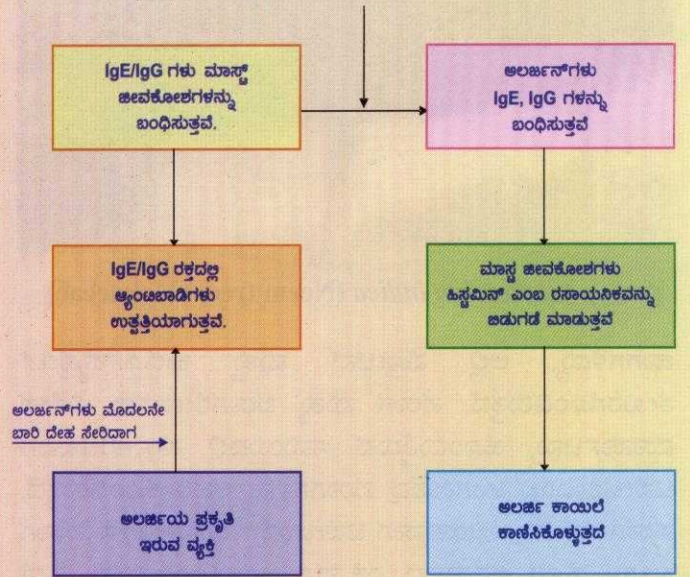 IgE/IgG ಗಳು ಮಾಸ್ಟ್
ಜೀವಕೋಶಗಳನ್ನು
ಬಂಧಿಸುತ್ತವೆ.
ಅಲರ್ಜನ್‌ಗಳು
IgE, IgG ಗಳನ್ನು
ಬಂಧಿಸುತ್ತವೆ
IgE/IgG ರಕ್ತದಲ್ಲಿ
ಆ್ಯಂಟಿಬಾಡಿಗಳು
ಉತ್ಪತ್ತಿಯಾಗುತ್ತವೆ.
ಮಾಸ್ಟ ಜೀವಕೋಶಗಳು
ಹಿಸ್ಟಮಿನ್ ಎಂಬ ರಸಾಯನಿಕವನ್ನು
ಬಿಡುಗಡೆ ಮಾಡುತ್ತವೆ
ಅಲರ್ಜನ್‌ಗಳು ಮೊದಲನೇ
ಬಾರಿ ದೇಹ ಸೇರಿದಾಗ
ಅಲರ್ಜಿಯ ಪ್ರಕೃತಿ
ಇರುವ ವ್ಯಕ್ತಿ
ಅಲರ್ಜಿ ಕಾಯಿಲೆ
ಕಾಣಿಸಿಕೊಳ್ಳುತ್ತದೆ